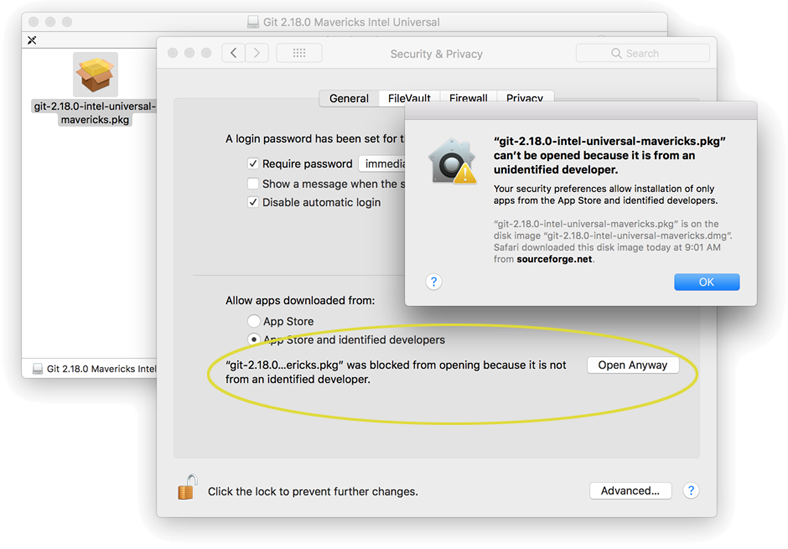 Git 2.18.0 Mavericks Intel Universal
git-2.18.0-intel-universal-
mavericks.pkg
Git 2.18.0 Mavericks Intel
Security & Privacy
Search
General
FileVault
Firewall
Privacy
A login password has been set for
Require password
Show a message when the
Disable automatic login
Allow apps downloaded from:
App Store
App Store and identified developers
“git-2.18.0...ericks.pkg” was blocked from opening because it is not
from an identified developer.
Open Anyway
Click the lock to prevent further changes.
Advanced...
?
“git-2.18.0-intel-universal-mavericks.pkg”
can’t be opened because it is from an
unidentified developer.
Your security preferences allow installation of only
apps from the App Store and identified developers.
“git-2.18.0-intel-universal-mavericks.pkg” is on the
disk image “git-2.18.0-intel-universal-mavericks.dmg”.
Safari downloaded this disk image today at 9:01 AM
from sourceforge.net.
?
OK